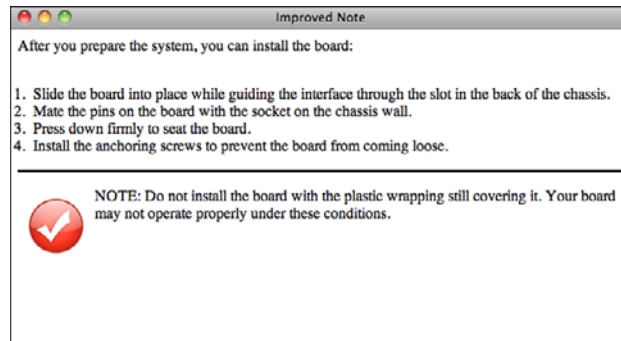 Improved Note
After you prepare the system, you can install the board:
1. Slide the board into place while guiding the interface through the slot in the back of the chassis.
2. Mate the pins on the board with the socket on the chassis wall.
3. Press down firmly to seat the board.
4. Install the anchoring screws to prevent the board from coming loose.
NOTE: Do not install the board with the plastic wrapping still covering it. Your board
may not operate properly under these conditions.